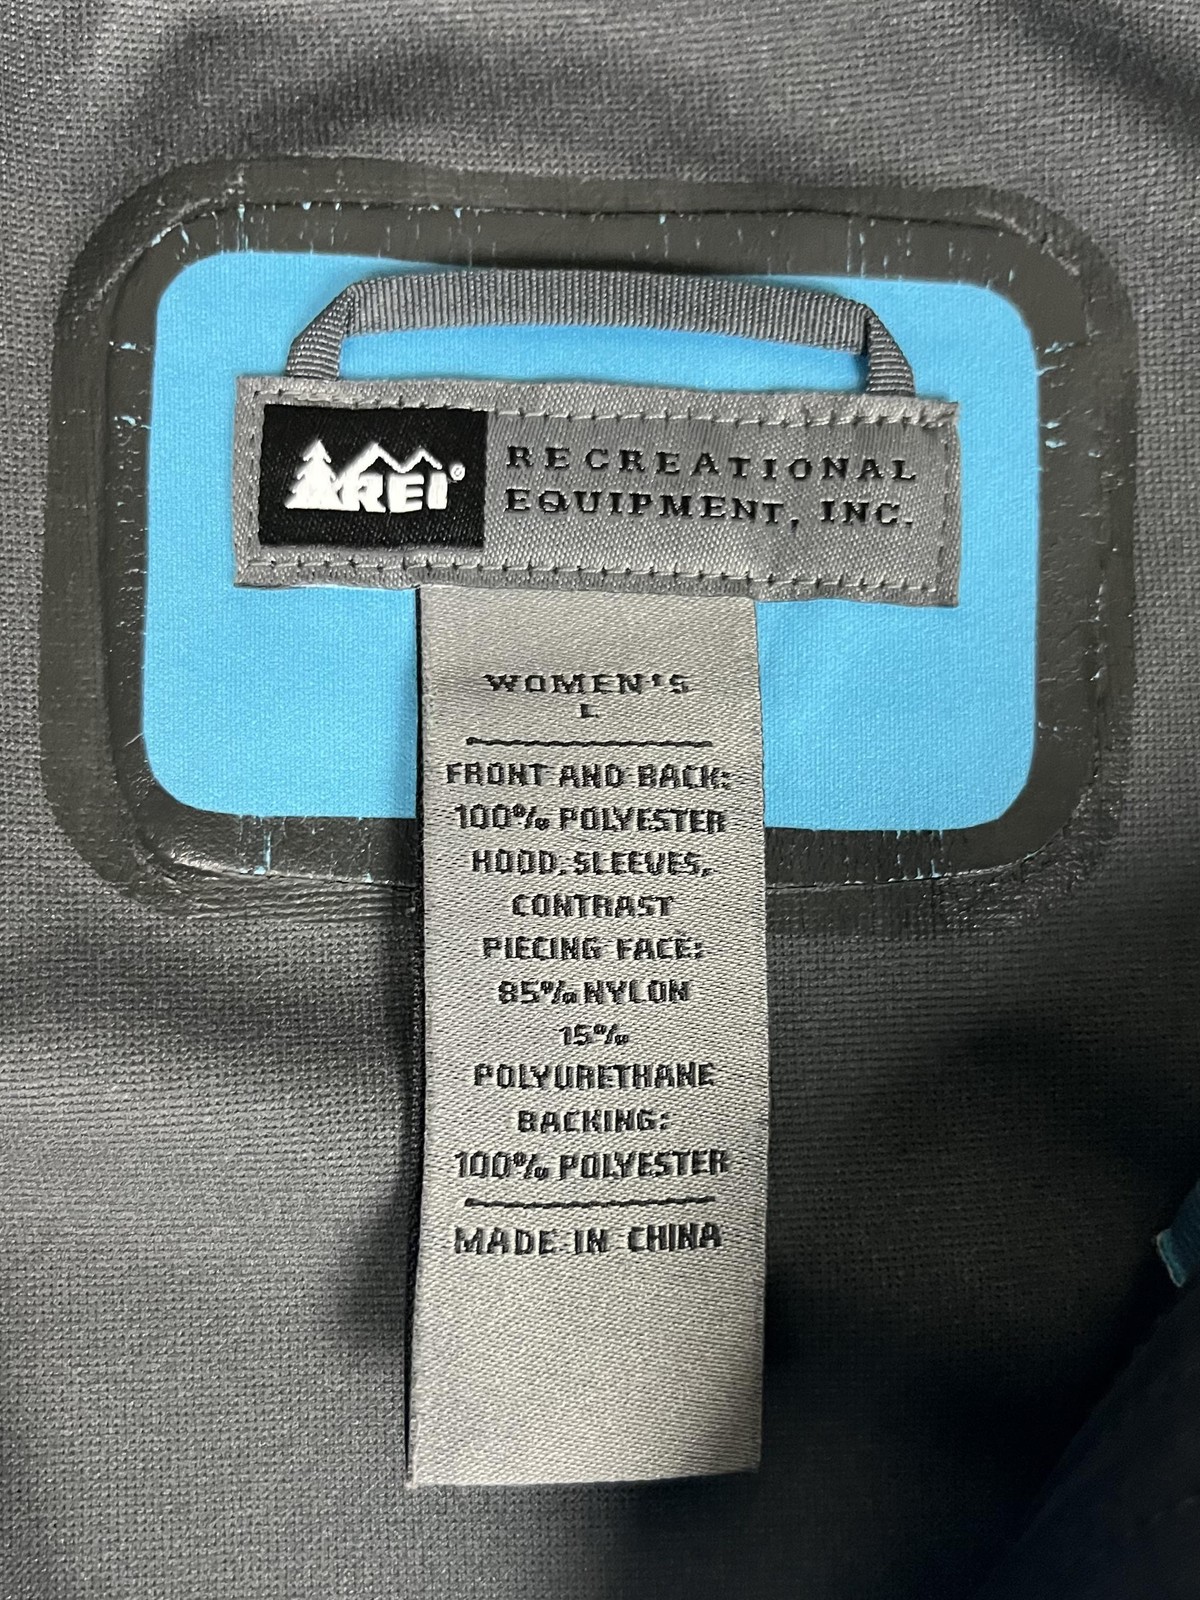 REI®
RECREATIONAL
EQUIPMENT, INC.
WOMEN'S
L
FRONT AND BACK:
100% POLYESTER
HOOD, SLEEVES,
CONTRAST
PIECING FACE:
85% NYLON
15%
POLYURETHANE
BACKING:
100% POLYESTER
MADE IN CHINA